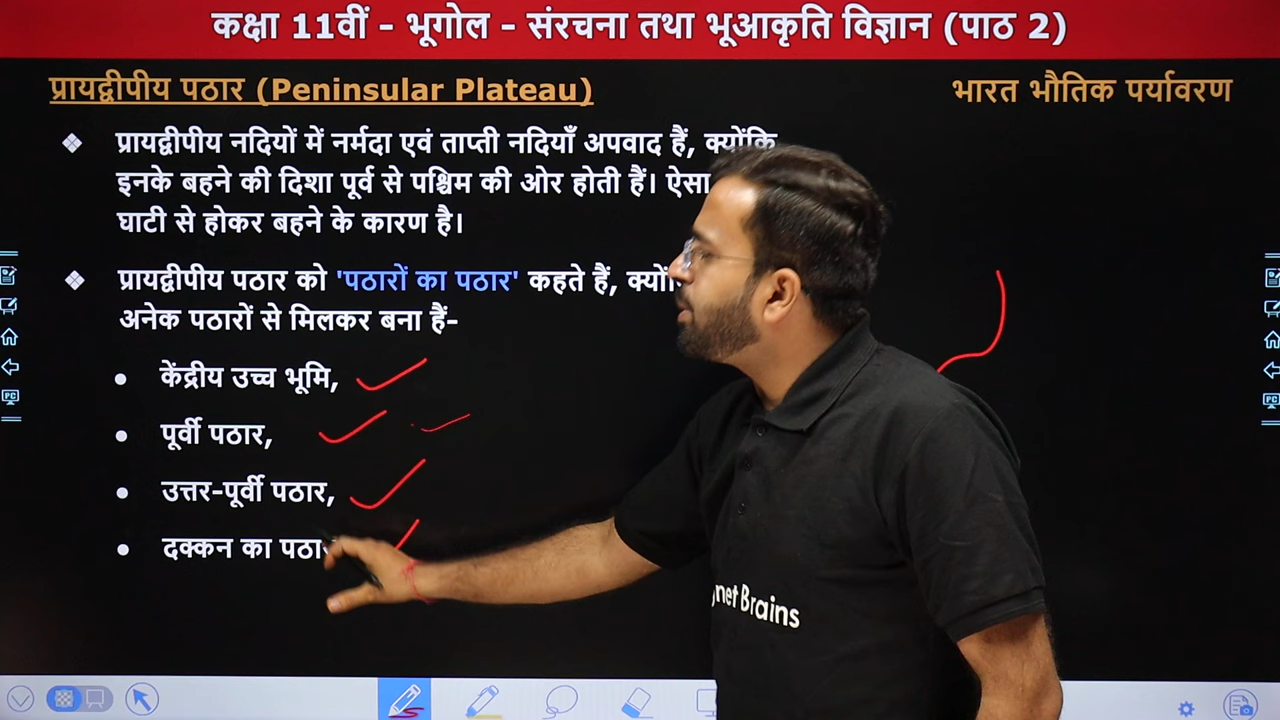 कक्षा 11वीं - भूगोल - संरचना तथा भूआकृति विज्ञान (पाठ 2)
प्रायद्वीपीय पठार (Peninsular Plateau)
भारत भौतिक पर्यावरण
प्रायद्वीपीय नदियों में नर्मदा एवं ताप्ती नदियाँ अपवाद हैं, क्योंकि
इनके बहने की दिशा पूर्व से पश्चिम की ओर होती हैं। ऐसा
घाटी से होकर बहने के कारण है।
प्रायद्वीपीय पठार को 'पठारों का पठार' कहते हैं,
अनेक पठारों से मिलकर बना हैं-
केंद्रीय उच्च भूमि,
पूर्वी पठार,
उत्तर-पूर्वी पठार,
दक्कन का
net Brains
PC
PC